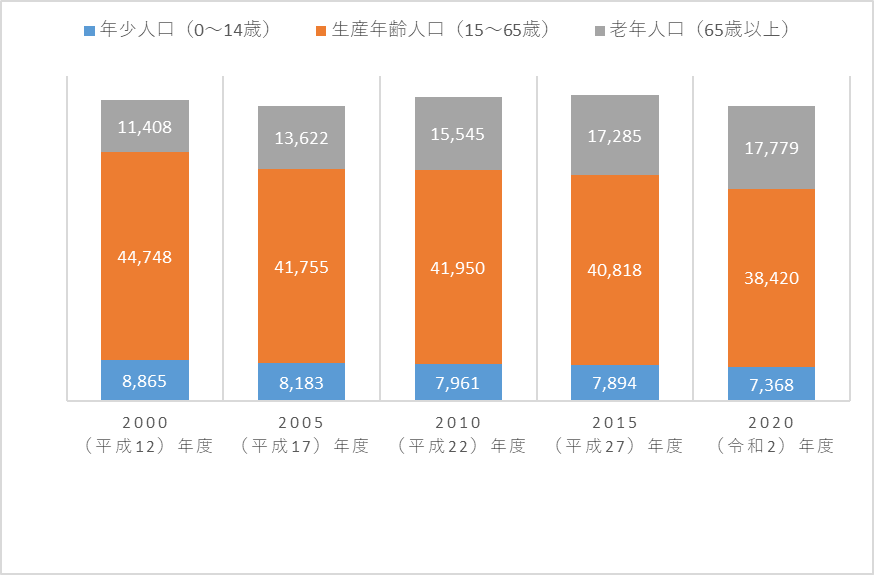 年少人口（0～14歳） 生産年齢人口（15～65歳） 老年人口（65歳以上）
11,408 13,622 15,545 17,285 17,779
44,748 41,755 41,950 40,818 38,420
8,865 8,183 7,961 7,894 7,368
2000 2005 2010 2015 2020
（平成12）年度 （平成17）年度 （平成22）年度 （平成27）年度 （令和2）年度